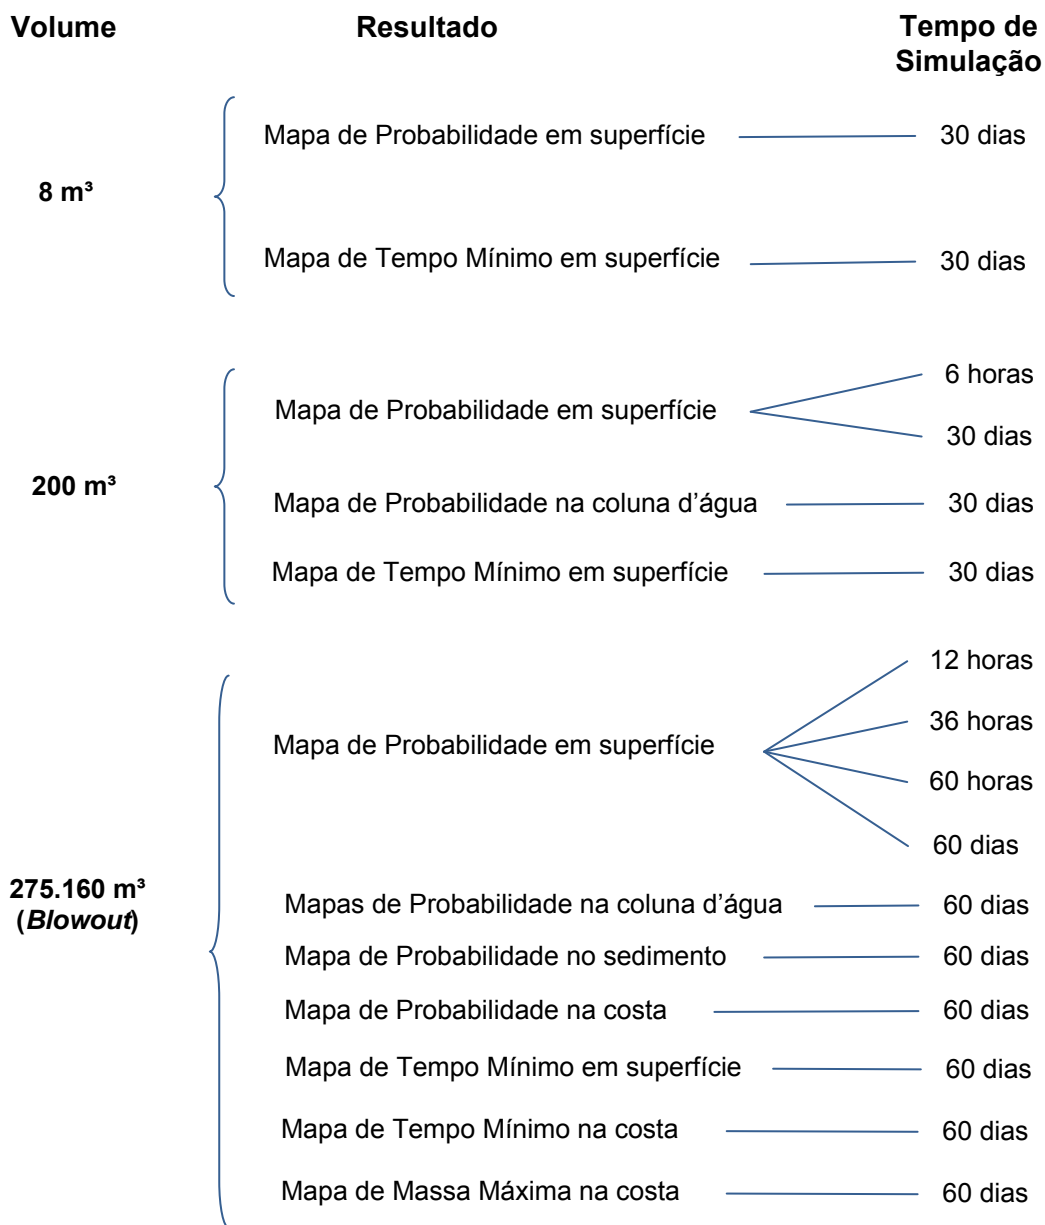 Volume Resultado Tempo de
Simulação
8 m³
Mapa de Probabilidade em superfície 30 dias
Mapa de Tempo Mínimo em superfície 30 dias
200 m³
Mapa de Probabilidade em superfície
6 horas
30 dias
Mapa de Probabilidade na coluna d’água 30 dias
Mapa de Tempo Mínimo em superfície 30 dias
275.160 m³
(Blowout)
Mapa de Probabilidade em superfície
12 horas
36 horas
60 horas
60 dias
Mapas de Probabilidade na coluna d’água 60 dias
Mapa de Probabilidade no sedimento 60 dias
Mapa de Probabilidade na costa 60 dias
Mapa de Tempo Mínimo em superfície 60 dias
Mapa de Tempo Mínimo na costa 60 dias
Mapa de Massa Máxima na costa 60 dias